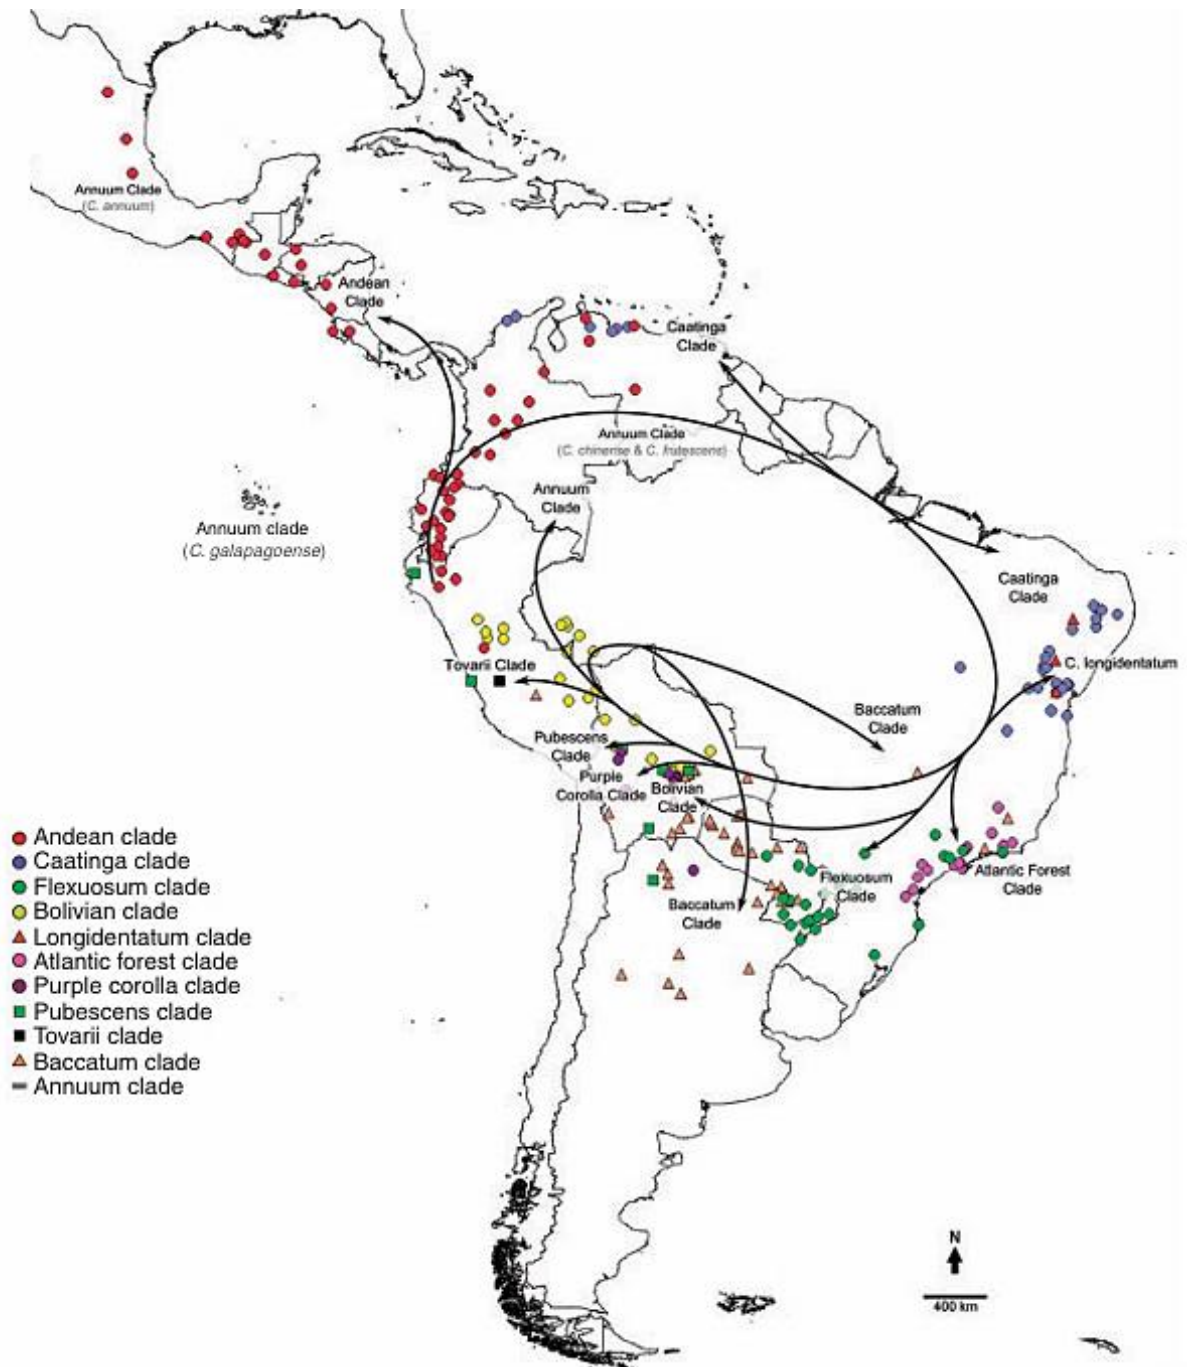 Annuum Clade
(C. annuum)
Andean
Clade
Caatinga
Clade
Annuum Clade
(C. chinense & C. frutescens)
Annuum
Clade
Annuum clade
(C. galapagoense)
Caatinga
Clade
Tovarii Clade
C. longidentatum
Baccatum
Clade
Pubescens
Clade
Purple
Corolla Clade
Bolivian
Clade
Flexuosum
Clade
Atlantic Forest
Clade
Baccatum
Clade
Andean clade
Caatinga clade
Flexuosum clade
Bolivian clade
Longidentatum clade
Atlantic forest clade
Purple corolla clade
Pubescens clade
Tovarii clade
Baccatum clade
Annuum clade
N
400 km